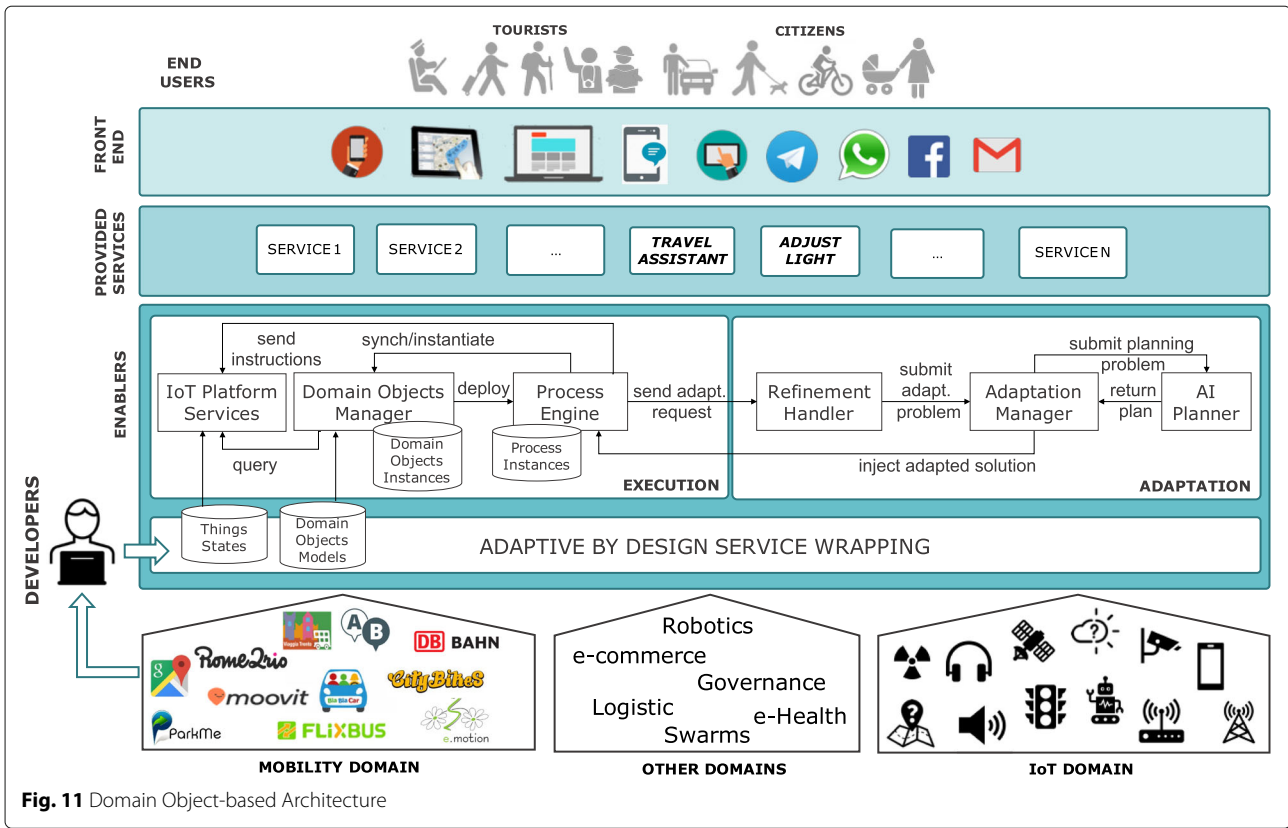 TOURISTS
CITIZENS
END
USERS
FRONT
END
PROVIDED
SERVICES
SERVICE 1
SERVICE 2
...
TRAVEL
ASSISTANT
ADJUST
LIGHT
...
SERVICE N
ENABLERS
send
instructions
synch/instantiate
submit planning
problem
IoT Platform
Services
Domain Objects
Manager
deploy
Process
Engine
send adapt.
request
Refinement
Handler
submit
adapt.
problem
Adaptation
Manager
return
plan
AI
Planner
query
Domain
Objects
Instances
Process
Instances
inject adapted solution
EXECUTION
ADAPTATION
DEVELOPERS
Things
States
Domain
Objects
Models
ADAPTIVE BY DESIGN SERVICE WRAPPING
Viaggia Trento
A
B
DB BAHN
Rome2rio
g
moovit
Bla Bla Car
CityBikes
ParkMe
FLiXBUS
e.motion
MOBILITY DOMAIN
Robotics
e-commerce
Governance
Logistic
e-Health
Swarms
OTHER DOMAINS
?
?
IoT DOMAIN
Fig. 11 Domain Object-based Architecture